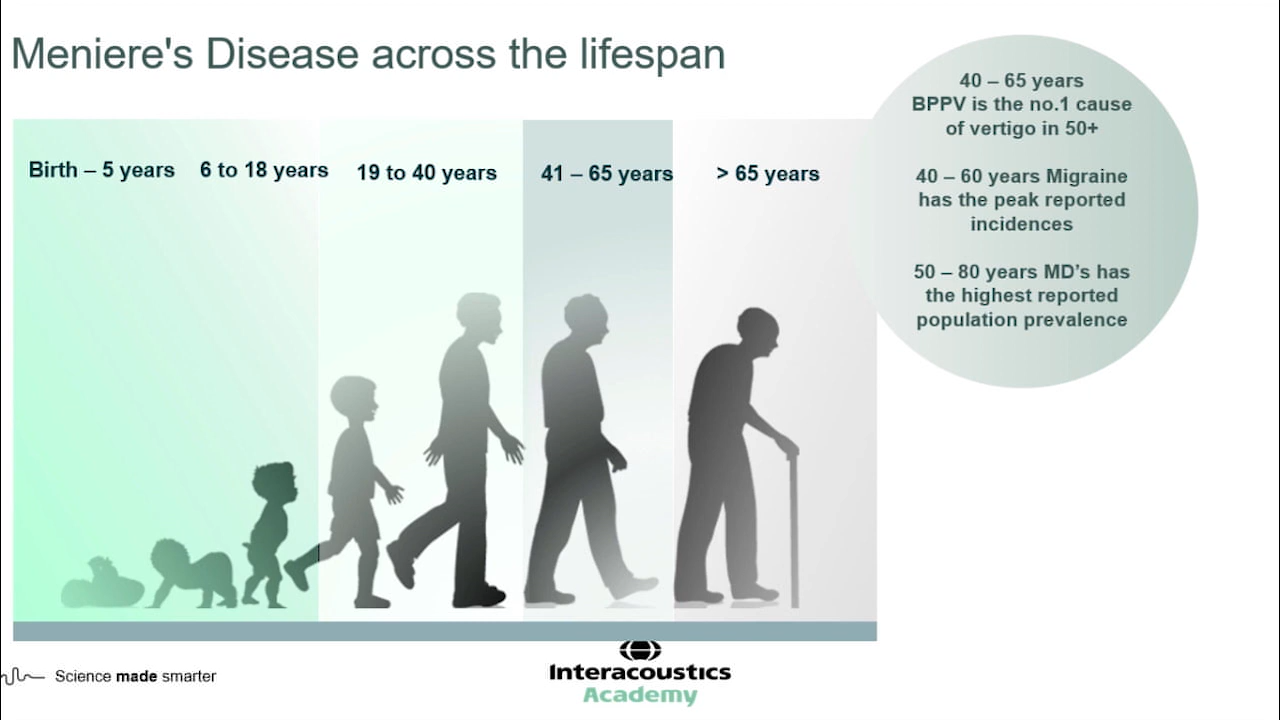 Meniere's Disease across the lifespan
Birth – 5 years
6 to 18 years
19 to 40 years
41 – 65 years
> 65 years
40 – 65 years
BPPV is the no.1 cause
of vertigo in 50+
40 – 60 years Migraine
has the peak reported
incidences
50 – 80 years MD's has
the highest reported
population prevalence
Science made smarter
Interacoustics
Academy